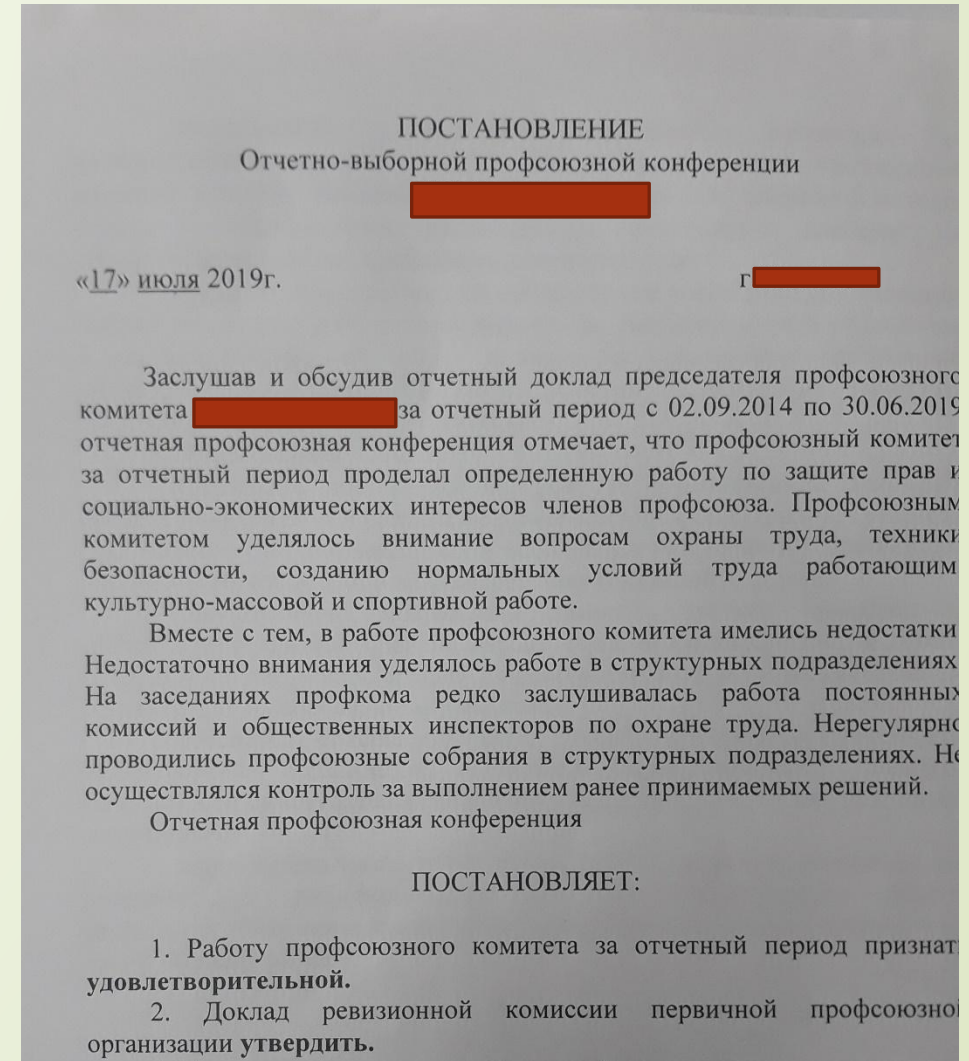 ПОСТАНОВЛЕНИЕ
Отчетно-выборной профсоюзной конференции
«17» июля 2019г. г
Заслушав и обсудив отчетный доклад председателя профсоюзного
комитета за отчетный период с 02.09.2014 по 30.06.2019
отчетная профсоюзная конференция отмечает, что профсоюзный комитет
за отчетный период проделал определенную работу по защите прав и
социально-экономических интересов членов профсоюза. Профсоюзным
комитетом уделялось внимание вопросам охраны труда, техники
безопасности, созданию нормальных условий труда работающим
культурно-массовой и спортивной работе.
Вместе с тем, в работе профсоюзного комитета имелись недостатки
Недостаточно внимания уделялось работе в структурных подразделениях
На заседаниях профкома редко заслушивалась работа постоянных
комиссий и общественных инспекторов по охране труда. Нерегулярно
проводились профсоюзные собрания в структурных подразделениях. Не
осуществлялся контроль за выполнением ранее принимаемых решений.
Отчетная профсоюзная конференция
ПОСТАНОВЛЯЕТ:
1. Работу профсоюзного комитета за отчетный период признат
удовлетворительной.
2. Доклад ревизионной комиссии первичной профсоюзно
организации утвердить.